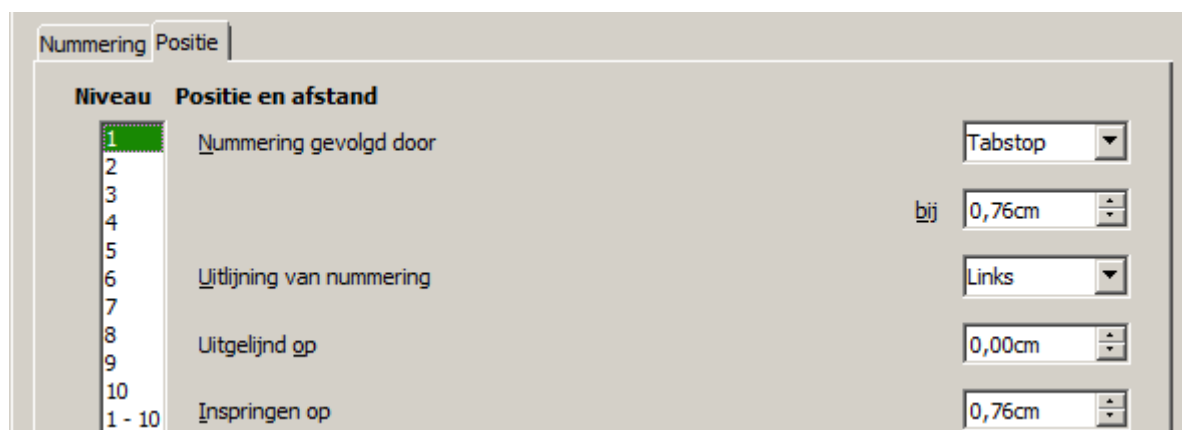 Nummering Positie
Niveau Positie en afstand
1 Nummering gevolgd door Tabstop
2
3 bij 0,76cm
4
5
6 Uitlijning van nummering Links
7
8 Uitgelijnd op 0,00cm
9
10
1 - 10 Inspringen op 0,76cm